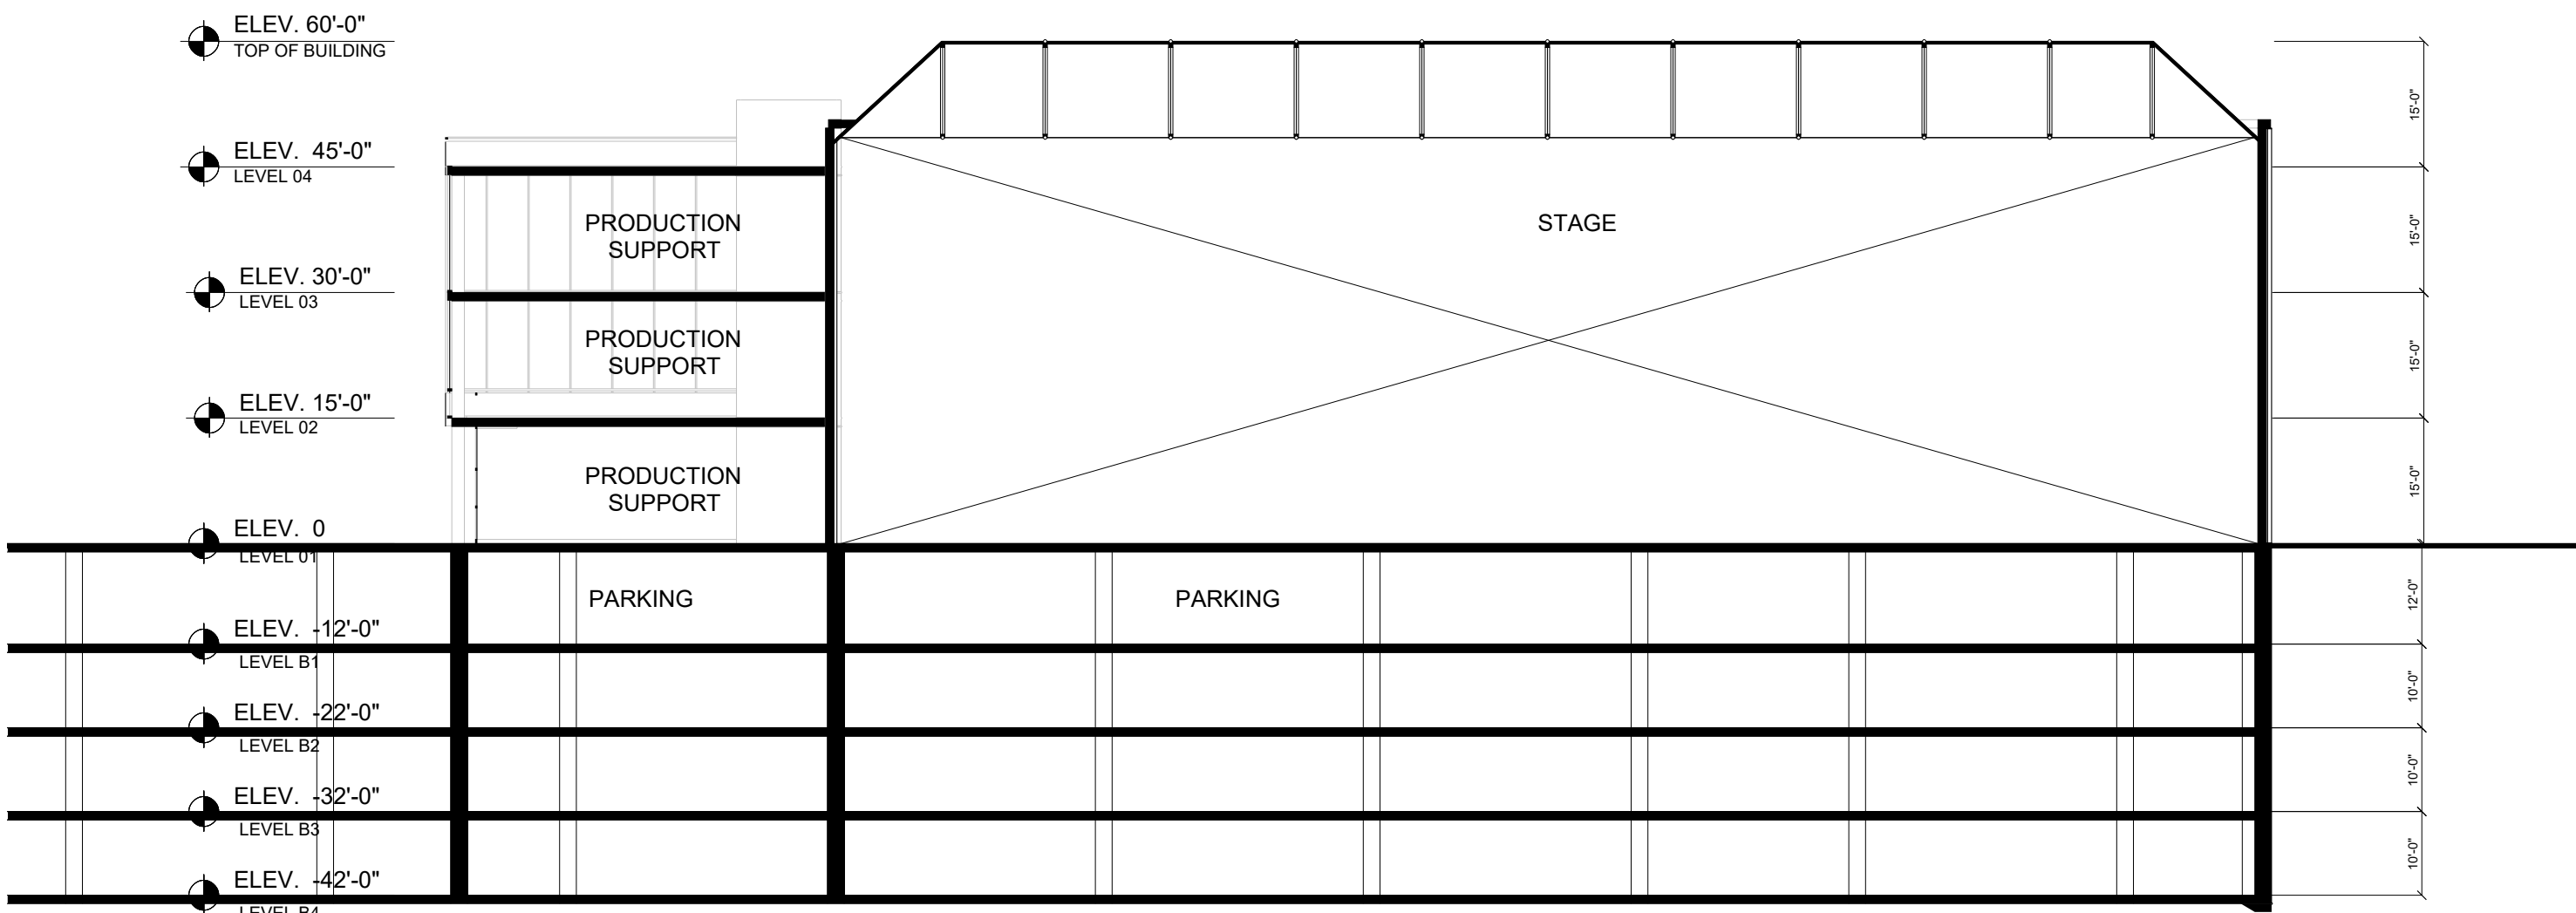 ELEV. 60'-0"
TOP OF BUILDING
15'-0"
ELEV. 45'-0"
LEVEL 04
PRODUCTION
SUPPORT
STAGE
15'-0"
ELEV. 30'-0"
LEVEL 03
PRODUCTION
SUPPORT
15'-0"
ELEV. 15'-0"
LEVEL 02
PRODUCTION
SUPPORT
15'-0"
ELEV. 0
LEVEL 01
PARKING
PARKING
12'-0"
ELEV. -12'-0"
LEVEL B1
10'-0"
ELEV. -22'-0"
LEVEL B2
10'-0"
ELEV. -32'-0"
LEVEL B3
10'-0"
ELEV. -42'-0"
LEVEL B4